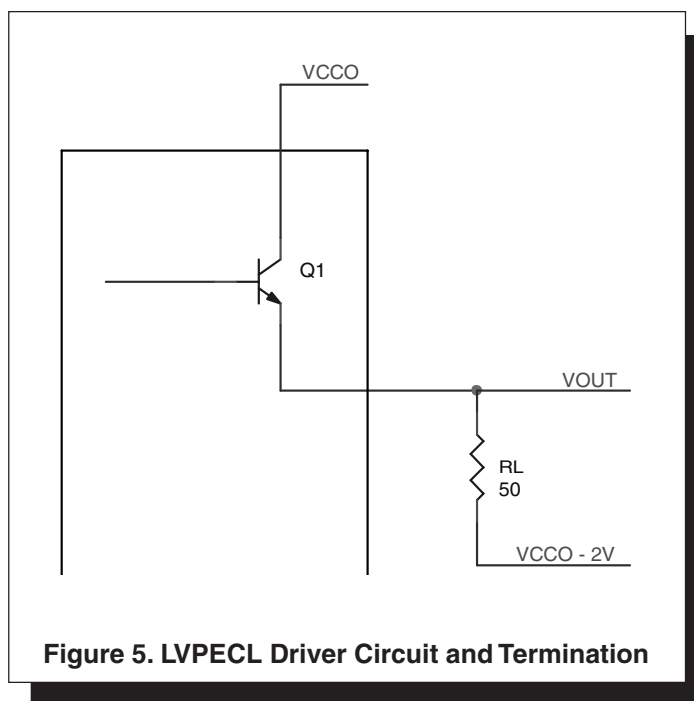 VCCO
Q1
VOUT
RL
50
VCCO - 2V
Figure 5. LVPECL Driver Circuit and Termination